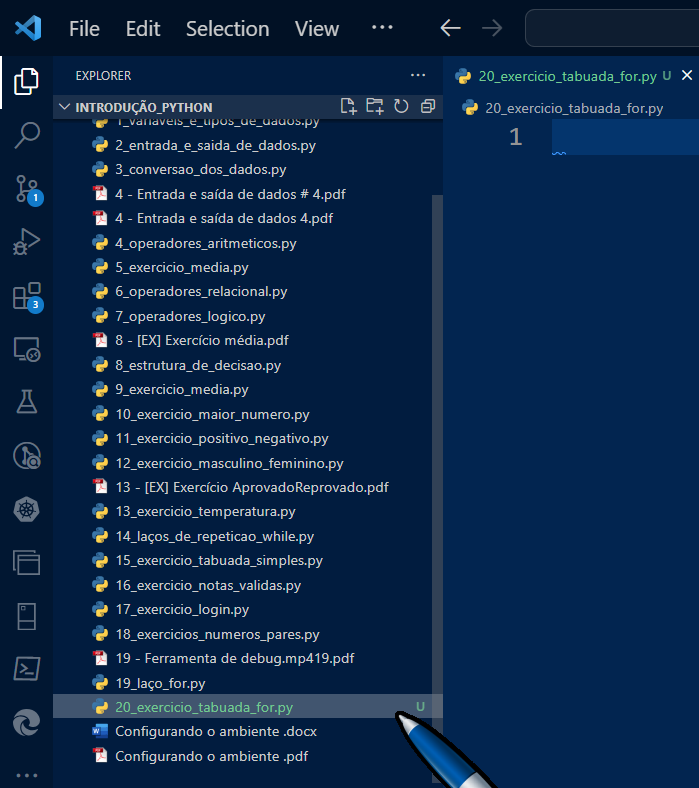 File Edit Selection View ...
EXPLORER ...
20_exercicio_tabuada_for.py U
INTRODUÇÃO_PYTHON
20_exercicio_tabuada_for.py
1
1_variaveis_e_tipos_de_dados.py
2_entrada_e_saida_de_dados.py
3_conversao_dos_dados.py
4 - Entrada e saída de dados # 4.pdf
4 - Entrada e saída de dados 4.pdf
4_operadores_aritmeticos.py
5_exercicio_media.py
6_operadores_relacional.py
7_operadores_logico.py
8 - [EX] Exercício média.pdf
8_estrutura_de_decisao.py
9_exercicio_media.py
10_exercicio_maior_numero.py
11_exercicio_positivo_negativo.py
12_exercicio_masculino_feminino.py
13 - [EX] Exercício AprovadoReprovado.pdf
13_exercicio_temperatura.py
14_laços_de_repeticao_while.py
15_exercicio_tabuada_simples.py
16_exercicio_notas_validas.py
17_exercicio_login.py
18_exercicios_numeros_pares.py
19 - Ferramenta de debug.mp419.pdf
19_laço_for.py
20_exercicio_tabuada_for.py U
Configurando o ambiente .docx
Configurando o ambiente .pdf
1
3